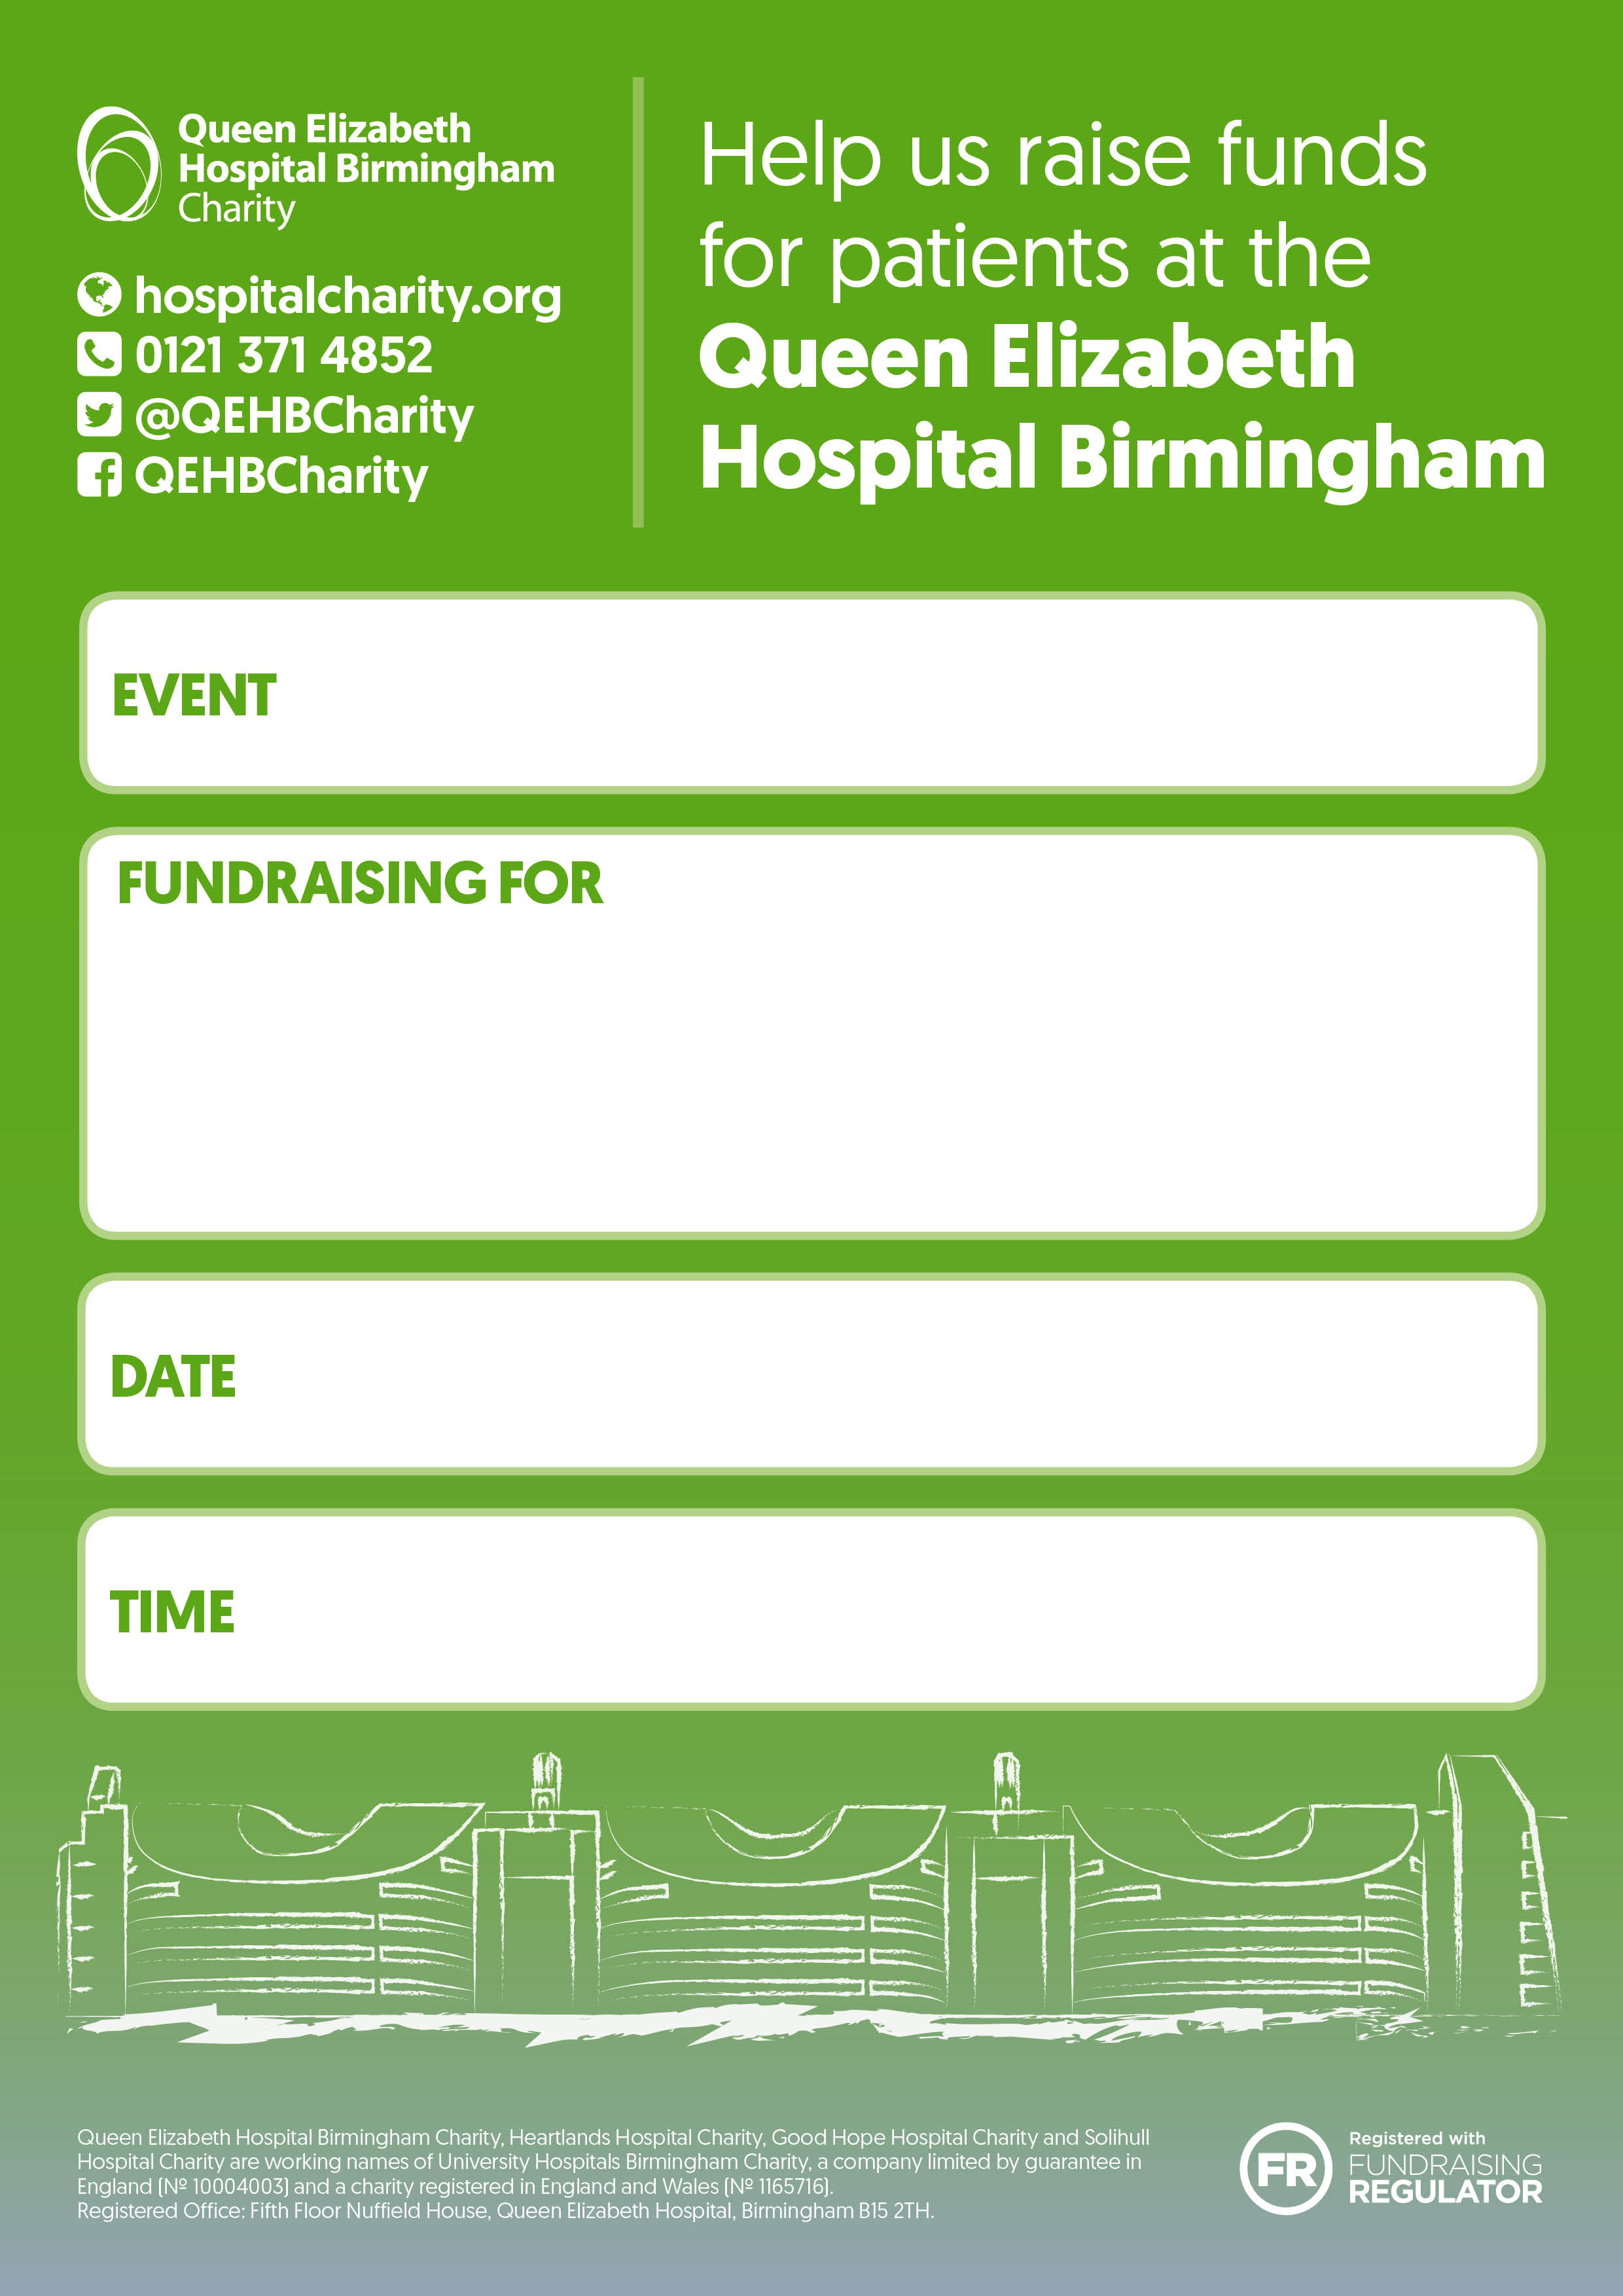 Queen Elizabeth
Hospital Birmingham
Charity
hospitalcharity.org
0121 371 4852
@QEHBCharity
QEHBCharity
Help us raise funds
for patients at the
Queen Elizabeth
Hospital Birmingham
EVENT
FUNDRAISING FOR
DATE
TIME
Queen Elizabeth Hospital Birmingham Charity, Heartlands Hospital Charity, Good Hope Hospital Charity and Solihull
Hospital Charity are working names of University Hospitals Birmingham Charity, a company limited by guarantee in
England (Nº 10004003) and a charity registered in England and Wales (Nº 1165716).
Registered Office: Fifth Floor Nuffield House, Queen Elizabeth Hospital, Birmingham B15 2TH.
FR
Registered with
FUNDRAISING
REGULATOR